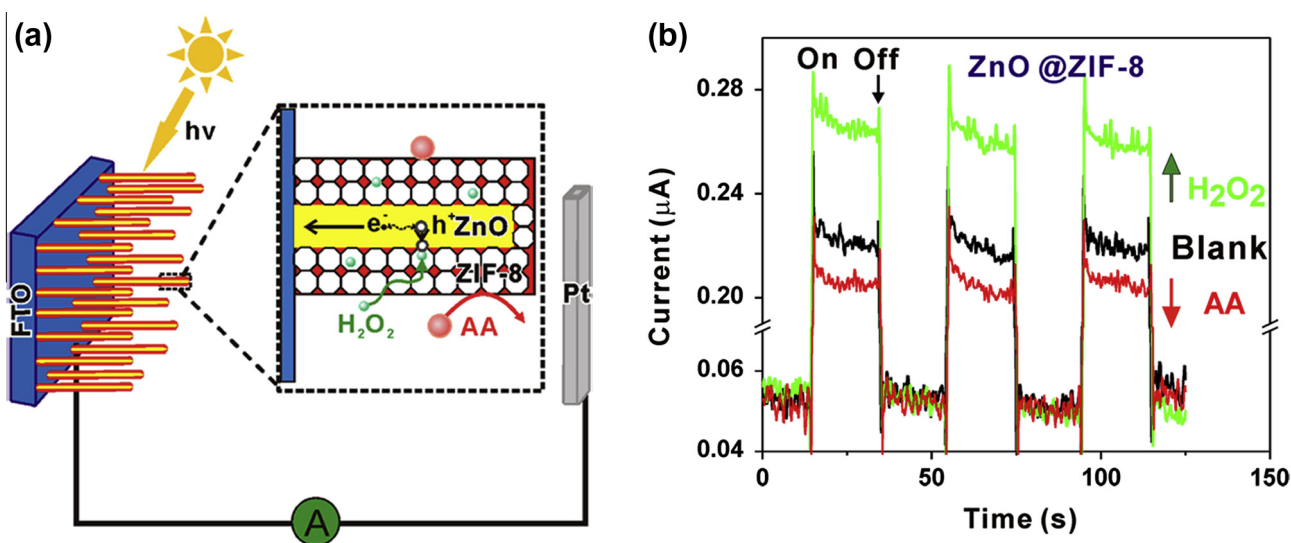 (a)
hν
FTO
e⁻
h⁺ ZnO
ZIF-8
H₂O₂
AA
Pt
A
(b)
On Off
ZnO @ZIF-8
0.28
0.24
0.20
0.06
0.04
H₂O₂
Blank
AA
Current (μA)
0
50
100
150
Time (s)